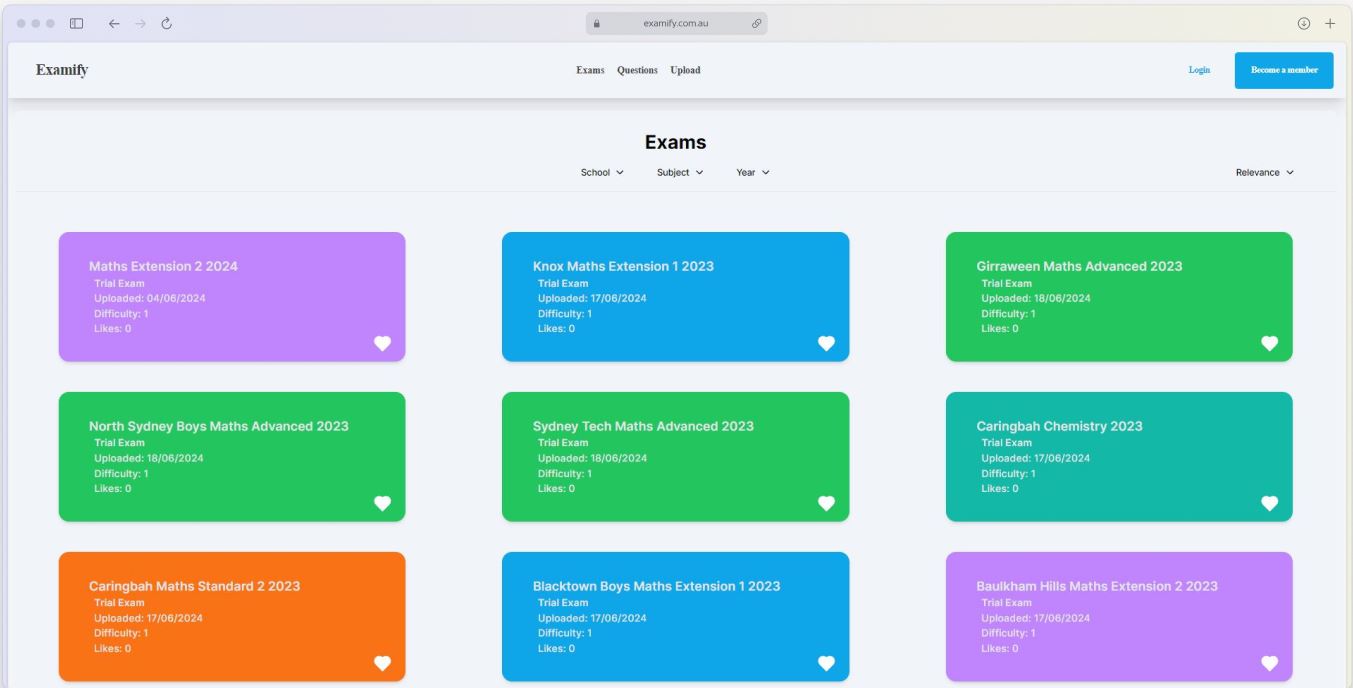 examify.com.au
Examify
Exams Questions Upload
Login
Become a member
Exams
School
Subject
Year
Relevance
Maths Extension 2 2024
Trial Exam
Uploaded: 04/06/2024
Difficulty: 1
Likes: 0
Knox Maths Extension 1 2023
Trial Exam
Uploaded: 17/06/2024
Difficulty: 1
Likes: 0
Girraween Maths Advanced 2023
Trial Exam
Uploaded: 18/06/2024
Difficulty: 1
Likes: 0
North Sydney Boys Maths Advanced 2023
Trial Exam
Uploaded: 18/06/2024
Difficulty: 1
Likes: 0
Sydney Tech Maths Advanced 2023
Trial Exam
Uploaded: 18/06/2024
Difficulty: 1
Likes: 0
Caringbah Chemistry 2023
Trial Exam
Uploaded: 17/06/2024
Difficulty: 1
Likes: 0
Caringbah Maths Standard 2 2023
Trial Exam
Uploaded: 17/06/2024
Difficulty: 1
Likes: 0
Blacktown Boys Maths Extension 1 2023
Trial Exam
Uploaded: 17/06/2024
Difficulty: 1
Likes: 0
Baulkham Hills Maths Extension 2 2023
Trial Exam
Uploaded: 17/06/2024
Difficulty: 1
Likes: 0